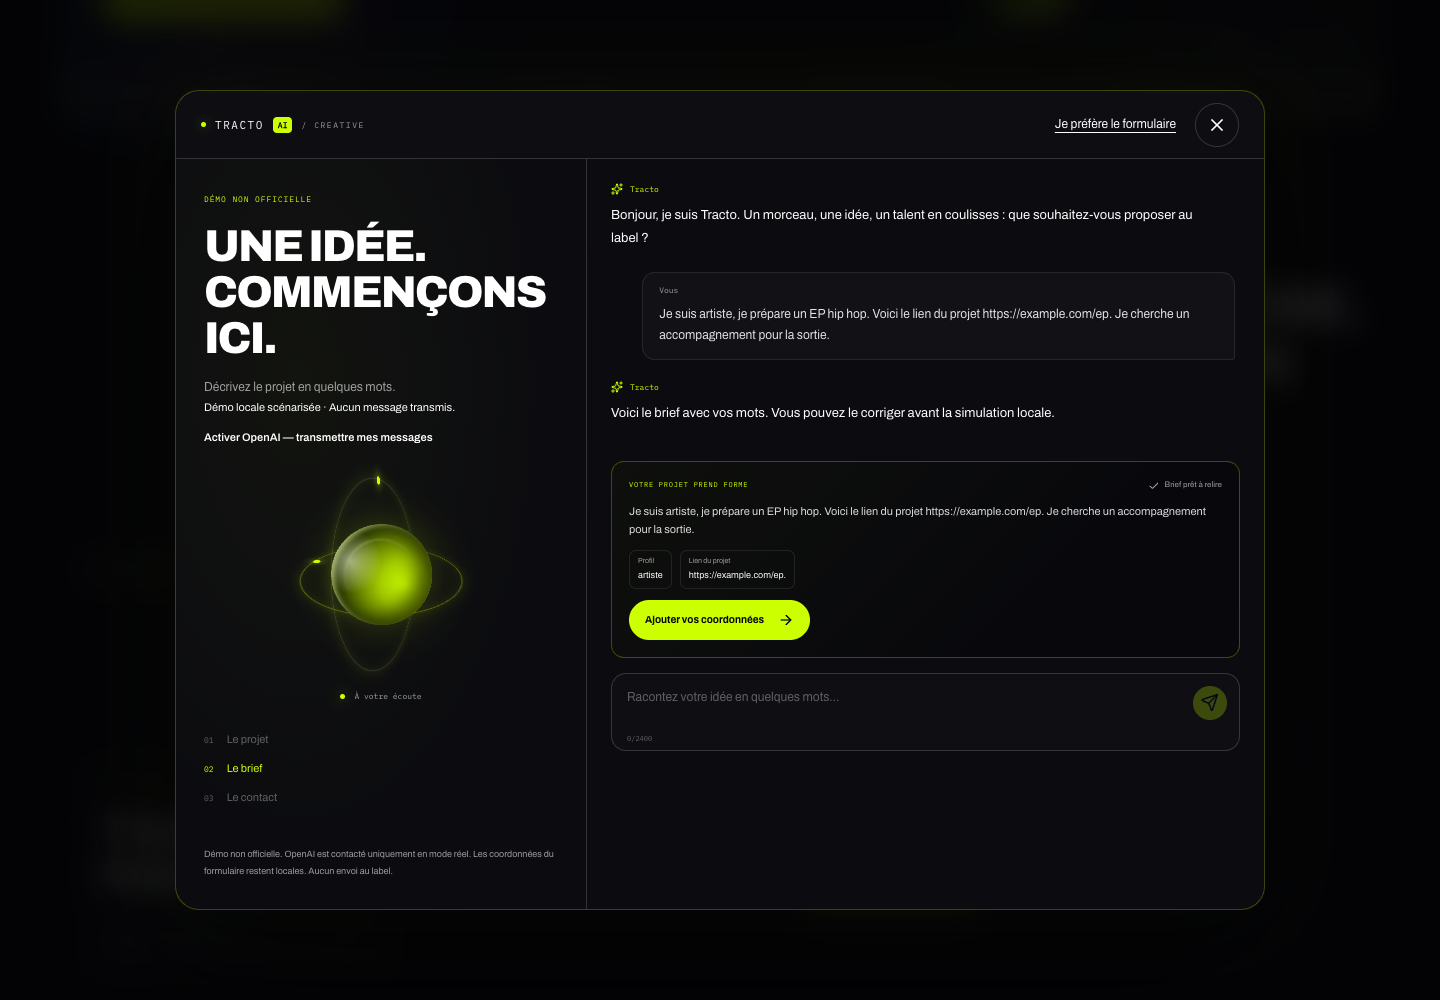 TRACTO AI / CREATIVE
Je préfère le formulaire
DÉMO NON OFFICIELLE
UNE IDÉE.
COMMENÇONS
ICI.
Décrivez le projet en quelques mots.
Démo locale scénarisée · Aucun message transmis.
Activer OpenAI — transmettre mes messages
À votre écoute
01 Le projet
02 Le brief
03 Le contact
Démo non officielle. OpenAI est contacté uniquement en mode réel. Les coordonnées du
formulaire restent locales. Aucun envoi au label.
Tracto
Bonjour, je suis Tracto. Un morceau, une idée, un talent en coulisses : que souhaitez-vous proposer au
label ?
Vous
Je suis artiste, je prépare un EP hip hop. Voici le lien du projet https://example.com/ep. Je cherche un
accompagnement pour la sortie.
Tracto
Voici le brief avec vos mots. Vous pouvez le corriger avant la simulation locale.
VOTRE PROJET PREND FORME
Brief prêt à relire
Je suis artiste, je prépare un EP hip hop. Voici le lien du projet https://example.com/ep. Je cherche un accompagnement
pour la sortie.
Profil
artiste
Lien du projet
https://example.com/ep.
Ajouter vos coordonnées
Racontez votre idée en quelques mots...
0/2400